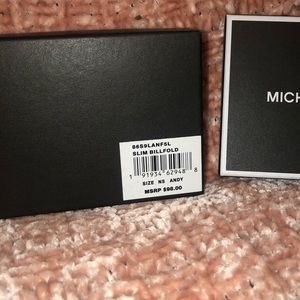 86S9LANF5L
SLIM BILLFOLD
1 91934 62948 8
SIZE NS ANDY
MSRP $98.00
MICH